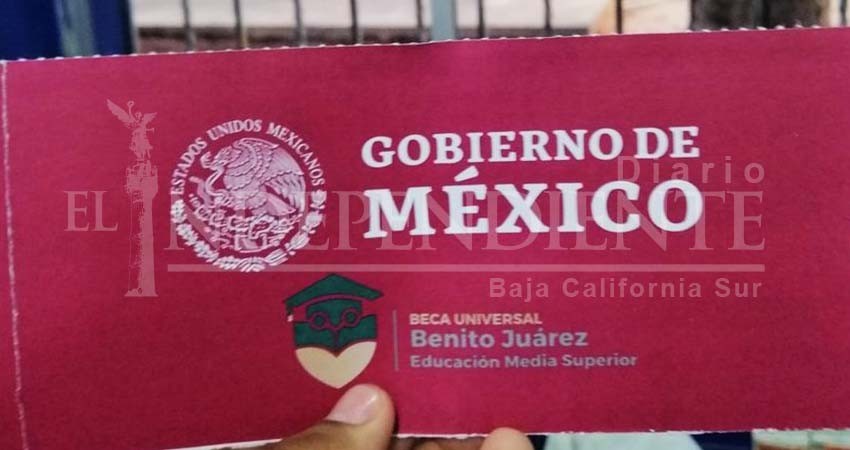 ESTADOS UNIDOS MEXICANOS
GOBIERNO DE
MÉXICO
Diario
EL INDEPENDIENTE
Baja California Sur
BECA UNIVERSAL
Benito Juárez
Educación Media Superior